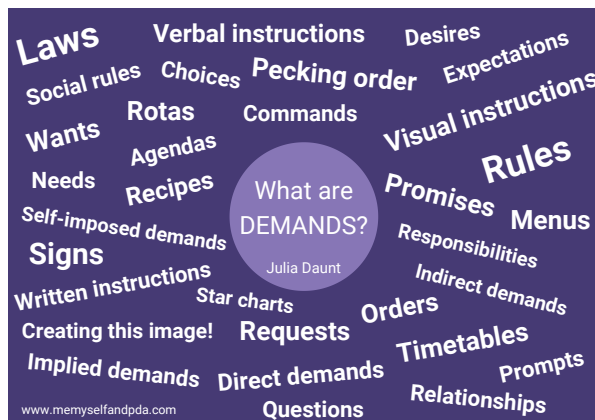 Laws
Verbal instructions
Desires
Social rules
Choices
Pecking order
Expectations
Rotas
Commands
Visual instructions
Wants
Agendas
Rules
Needs
Recipes
What are
DEMANDS?
Julia Daunt
Promises
Menus
Self-imposed demands
Responsibilities
Signs
Indirect demands
Written instructions
Star charts
Orders
Creating this image!
Requests
Timetables
Implied demands
Direct demands
Prompts
Relationships
www.memyselfandpda.com
Questions